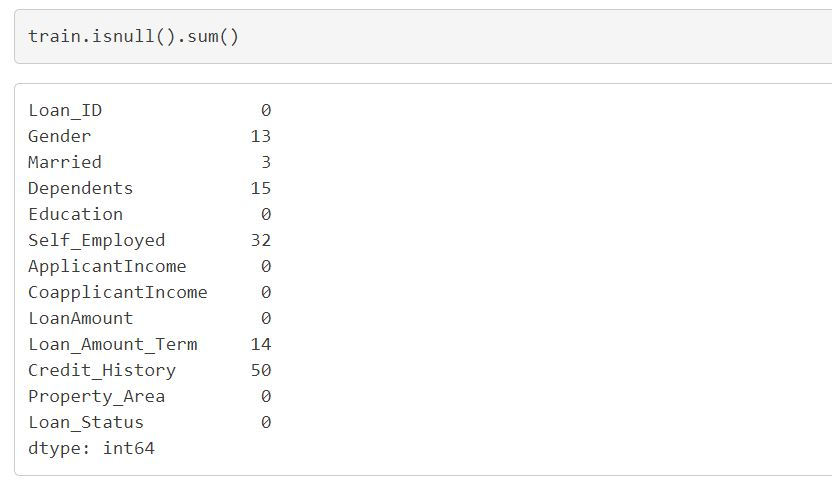 train.isnull().sum()
Loan_ID 0
Gender 13
Married 3
Dependents 15
Education 0
Self_Employed 32
ApplicantIncome 0
CoapplicantIncome 0
LoanAmount 0
Loan_Amount_Term 14
Credit_History 50
Property_Area 0
Loan_Status 0
dtype: int64